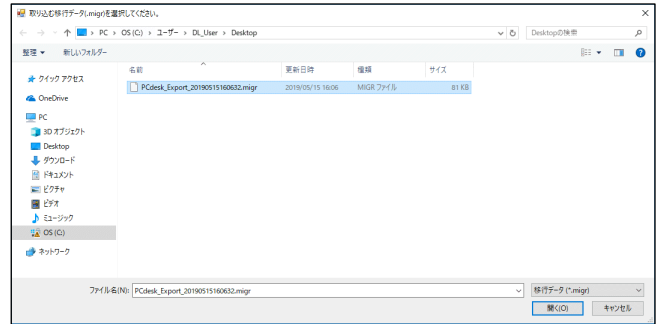 取り込む移行データ(.migr)を選択してください。
PC › OS (C:) › ユーザー › DL_User › Desktop
Desktopの検索
整理 新しいフォルダー
名前 更新日時 種類 サイズ
クイック アクセス
PCdesk_Export_20190515160632.migr 2019/05/15 16:06 MIGR ファイル 81 KB
OneDrive
PC
3D オブジェクト
Desktop
ダウンロード
ドキュメント
ピクチャ
ビデオ
ミュージック
OS (C:)
ネットワーク
ファイル名(N): PCdesk_Export_20190515160632.migr 移行データ (*.migr)
開く(O) キャンセル